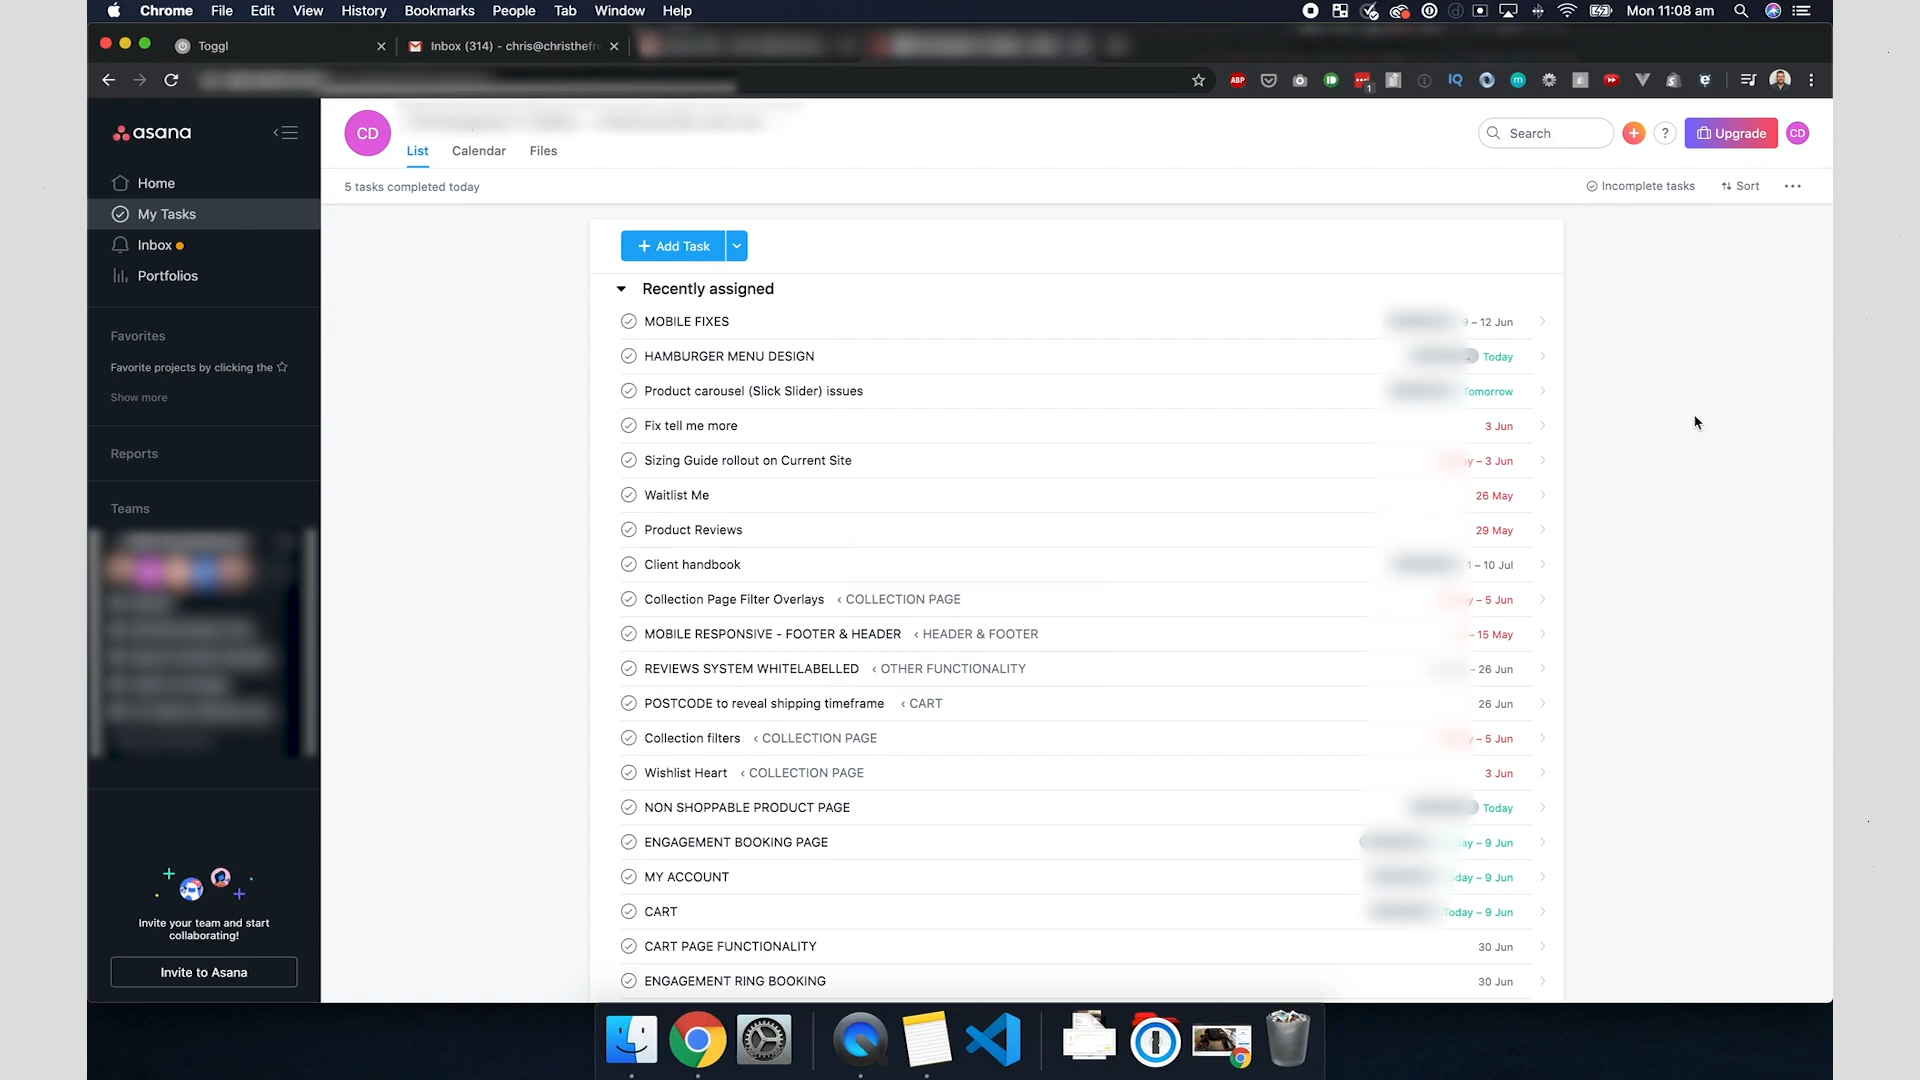 Chrome File Edit View History Bookmarks People Tab Window Help Mon 11:08 am
Toggl Inbox (314) - chris@christhefr
ABP 1 IQ m
asana
Home
My Tasks
Inbox
Portfolios
Favorites
Favorite projects by clicking the
Show more
Reports
Teams
Invite your team and start
collaborating!
Invite to Asana
CD
List Calendar Files
Search + ? Upgrade CD
5 tasks completed today Incomplete tasks Sort
+ Add Task
Recently assigned
MOBILE FIXES 9 – 12 Jun
HAMBURGER MENU DESIGN Today
Product carousel (Slick Slider) issues Tomorrow
Fix tell me more 3 Jun
Sizing Guide rollout on Current Site – 3 Jun
Waitlist Me 26 May
Product Reviews 29 May
Client handbook 1 – 10 Jul
Collection Page Filter Overlays ‹ COLLECTION PAGE – 5 Jun
MOBILE RESPONSIVE - FOOTER & HEADER ‹ HEADER & FOOTER – 15 May
REVIEWS SYSTEM WHITELABELLED ‹ OTHER FUNCTIONALITY – 26 Jun
POSTCODE to reveal shipping timeframe ‹ CART 26 Jun
Collection filters ‹ COLLECTION PAGE – 5 Jun
Wishlist Heart ‹ COLLECTION PAGE 3 Jun
NON SHOPPABLE PRODUCT PAGE Today
ENGAGEMENT BOOKING PAGE – 9 Jun
MY ACCOUNT Today – 9 Jun
CART Today – 9 Jun
CART PAGE FUNCTIONALITY 30 Jun
ENGAGEMENT RING BOOKING 30 Jun